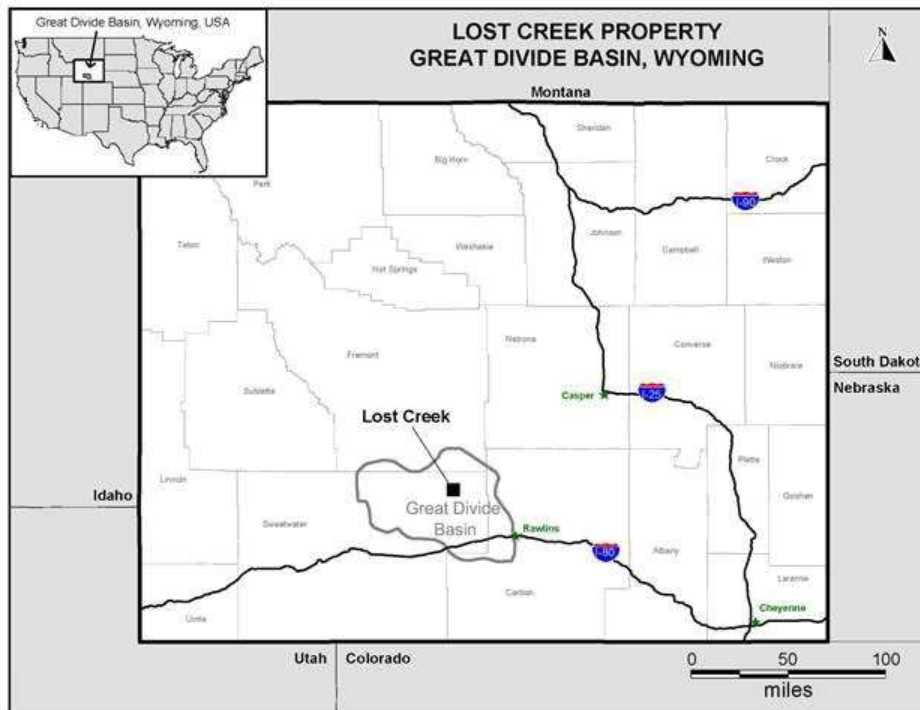 Great Divide Basin, Wyoming, USA
LOST CREEK PROPERTY
GREAT DIVIDE BASIN, WYOMING
N
Montana
Sheridan
Big Horn
Crook
Park
I-90
Teton
Washakie
Johnson
Campbell
Weston
Hot Springs
Natrona
Converse
Fremont
Niobrara
South Dakota
Nebraska
Sublette
Casper
I-25
Lost Creek
Platte
Lincoln
Goshen
Idaho
Great Divide
Basin
Sweetwater
Rawlins
I-80
Albany
Laramie
Carbon
Uinta
Cheyenne
Utah
Colorado
0 50 100
miles